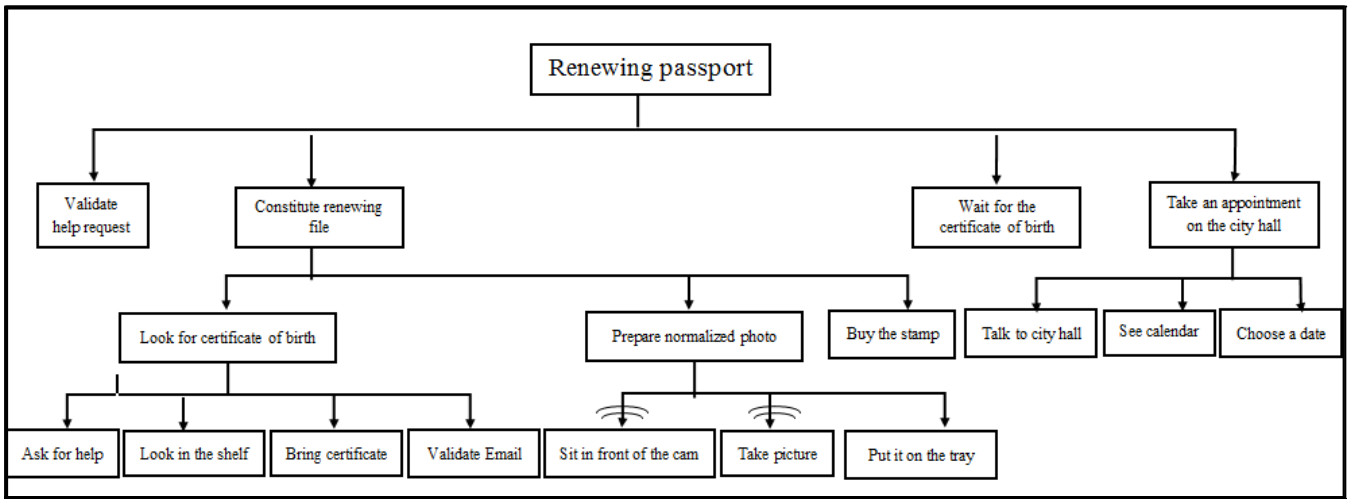 Renewing passport
Validate
help request
Constitute renewing
file
Wait for the
certificate of birth
Take an appointment
on the city hall
Look for certificate of birth
Prepare normalized photo
Buy the stamp
Talk to city hall
See calendar
Choose a date
Ask for help
Look in the shelf
Bring certificate
Validate Email
Sit in front of the cam
Take picture
Put it on the tray